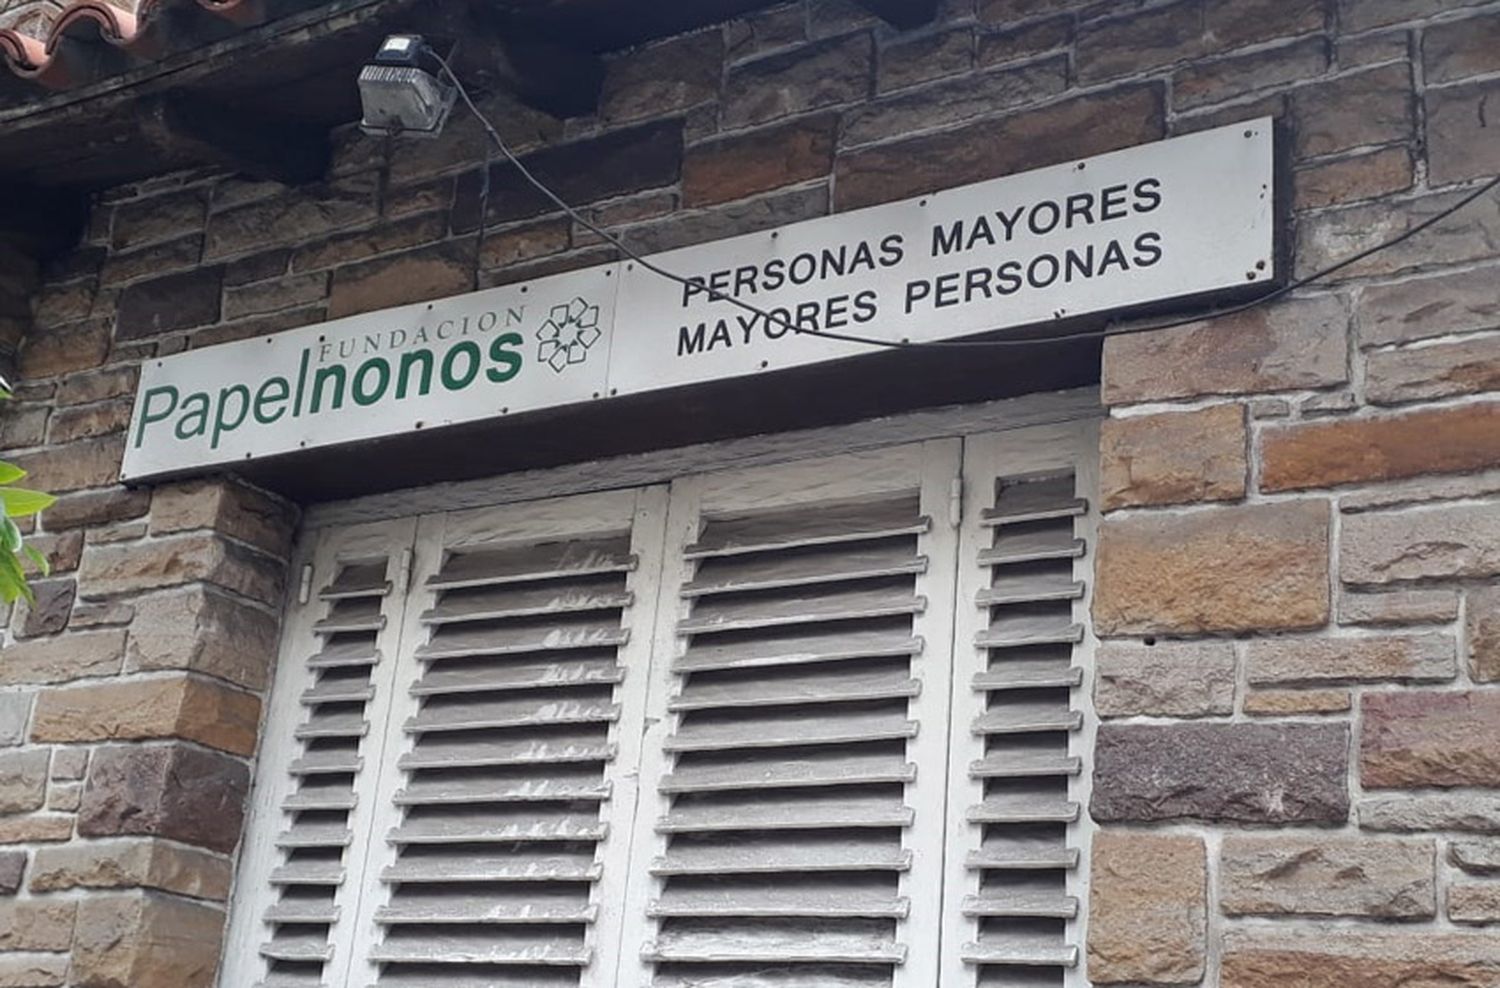 FUNDACION
Papelnonos
PERSONAS MAYORES
MAYORES PERSONAS